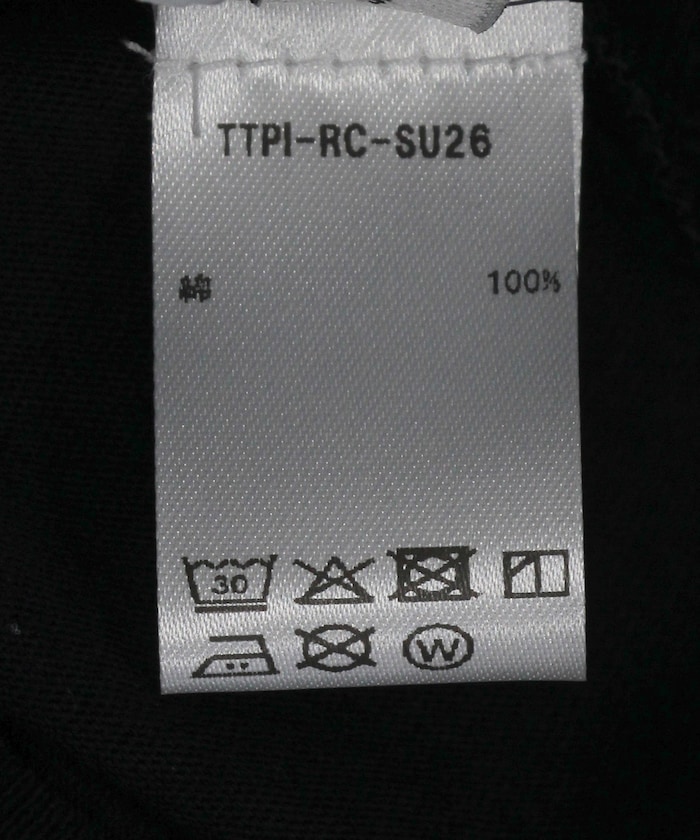 TTPI-RC-SU26
綿 100%
30
W